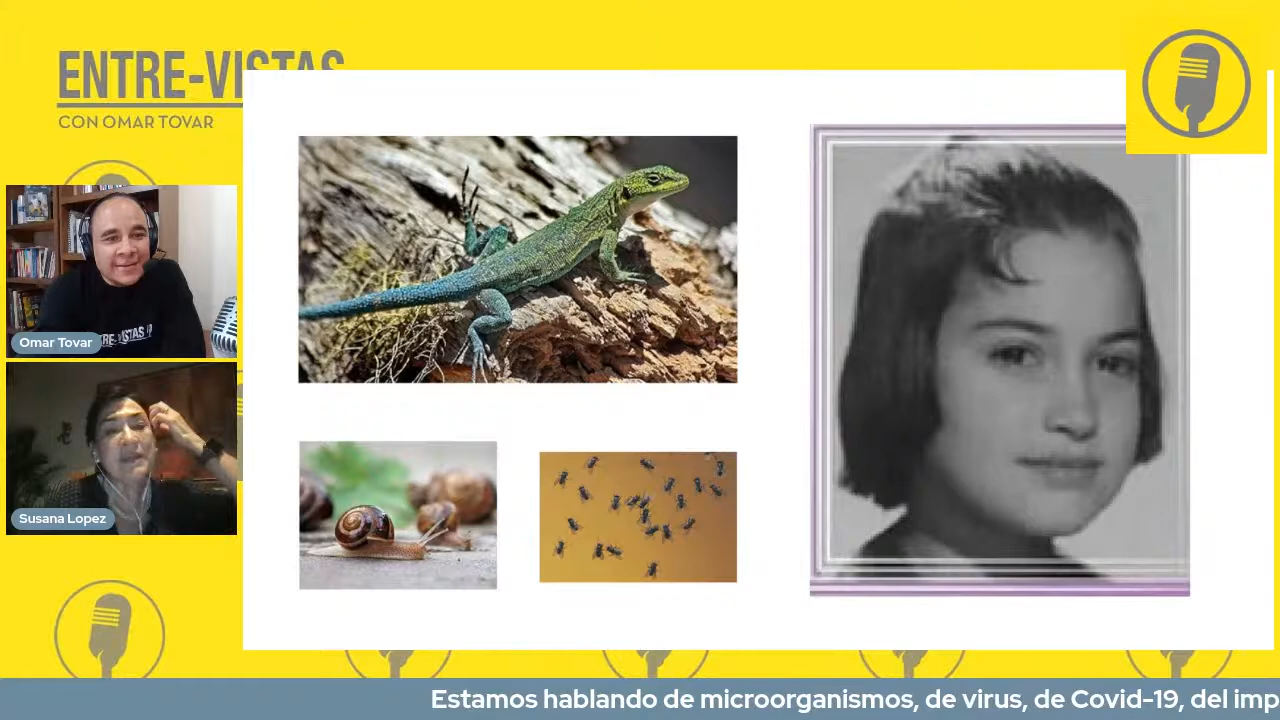 ENTRE-VISTAS
CON OMAR TOVAR
Omar Tovar
Susana Lopez
Estamos hablando de microorganismos, de virus, de Covid-19, del imp